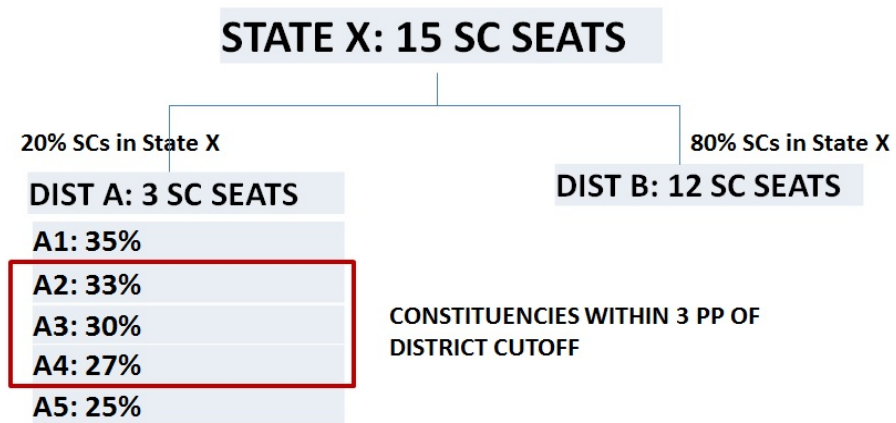 STATE X: 15 SC SEATS
20% SCs in State X
80% SCs in State X
DIST A: 3 SC SEATS
DIST B: 12 SC SEATS
A1: 35%
A2: 33%
A3: 30%
A4: 27%
A5: 25%
CONSTITUENCIES WITHIN 3 PP OF
DISTRICT CUTOFF